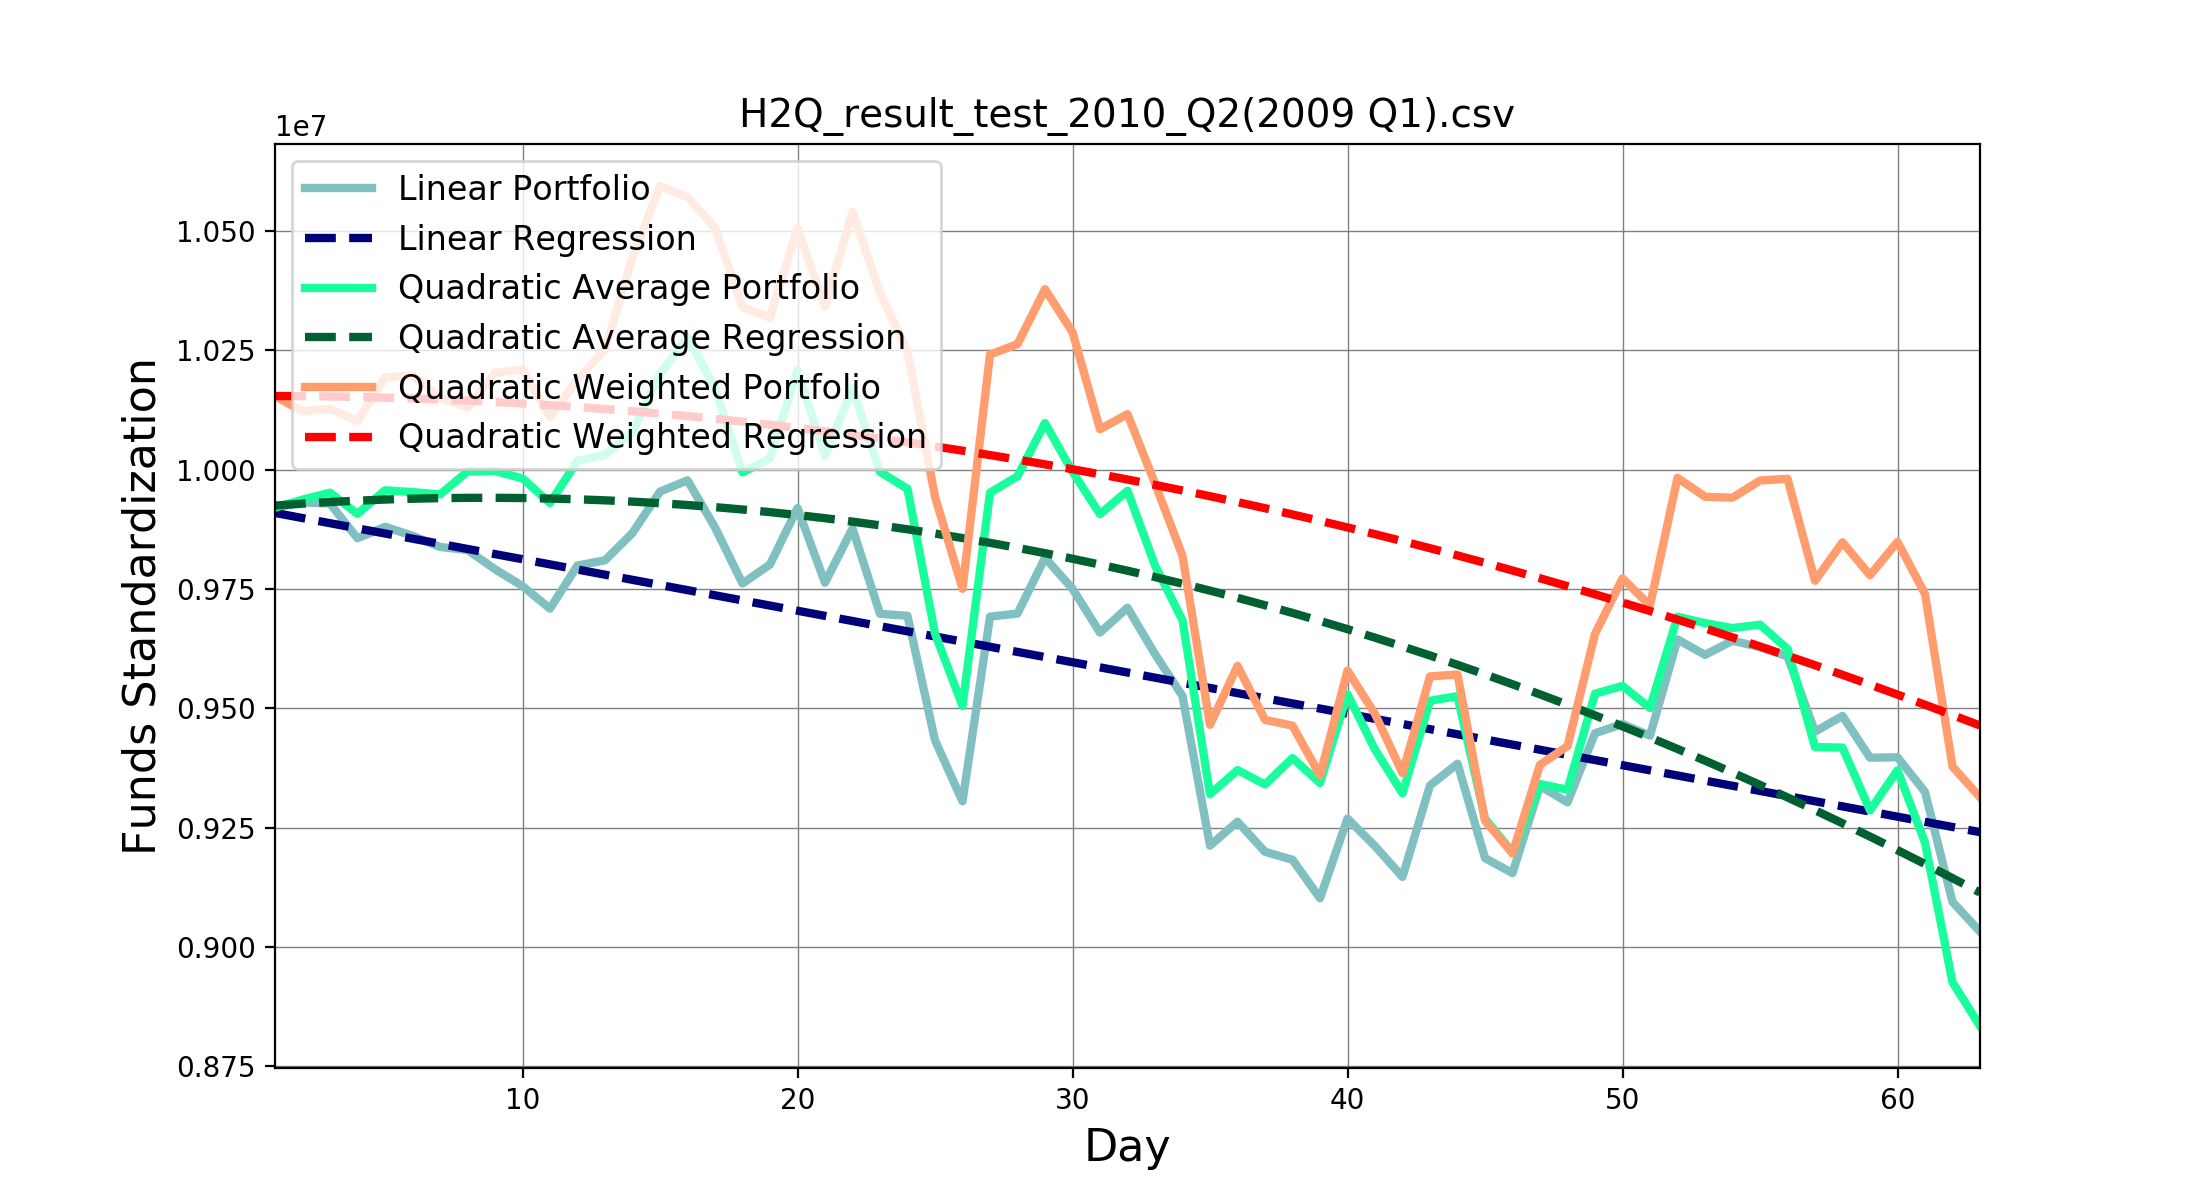 H2Q_result_test_2010_Q2(2009 Q1).csv
1e7
Linear Portfolio
Linear Regression
Quadratic Average Portfolio
Quadratic Average Regression
Quadratic Weighted Portfolio
Quadratic Weighted Regression
Funds Standardization
1.050
1.025
1.000
0.975
0.950
0.925
0.900
0.875
10 20 30 40 50 60
Day